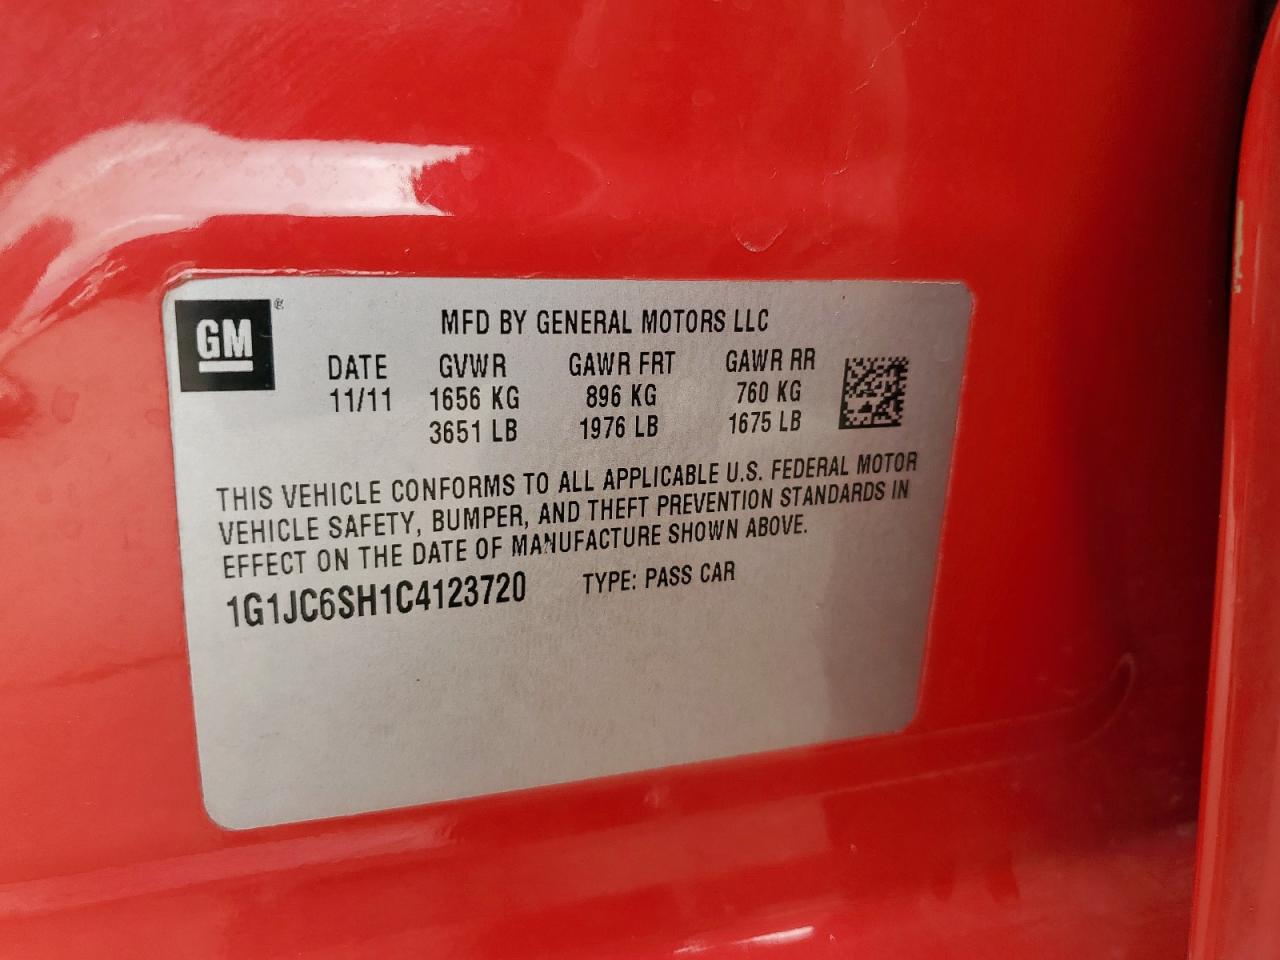 GM ®
MFD BY GENERAL MOTORS LLC
DATE GVWR GAWR FRT GAWR RR
11/11 1656 KG 896 KG 760 KG
3651 LB 1976 LB 1675 LB
THIS VEHICLE CONFORMS TO ALL APPLICABLE U.S. FEDERAL MOTOR
VEHICLE SAFETY, BUMPER, AND THEFT PREVENTION STANDARDS IN
EFFECT ON THE DATE OF MANUFACTURE SHOWN ABOVE.
1G1JC6SH1C4123720 TYPE: PASS CAR